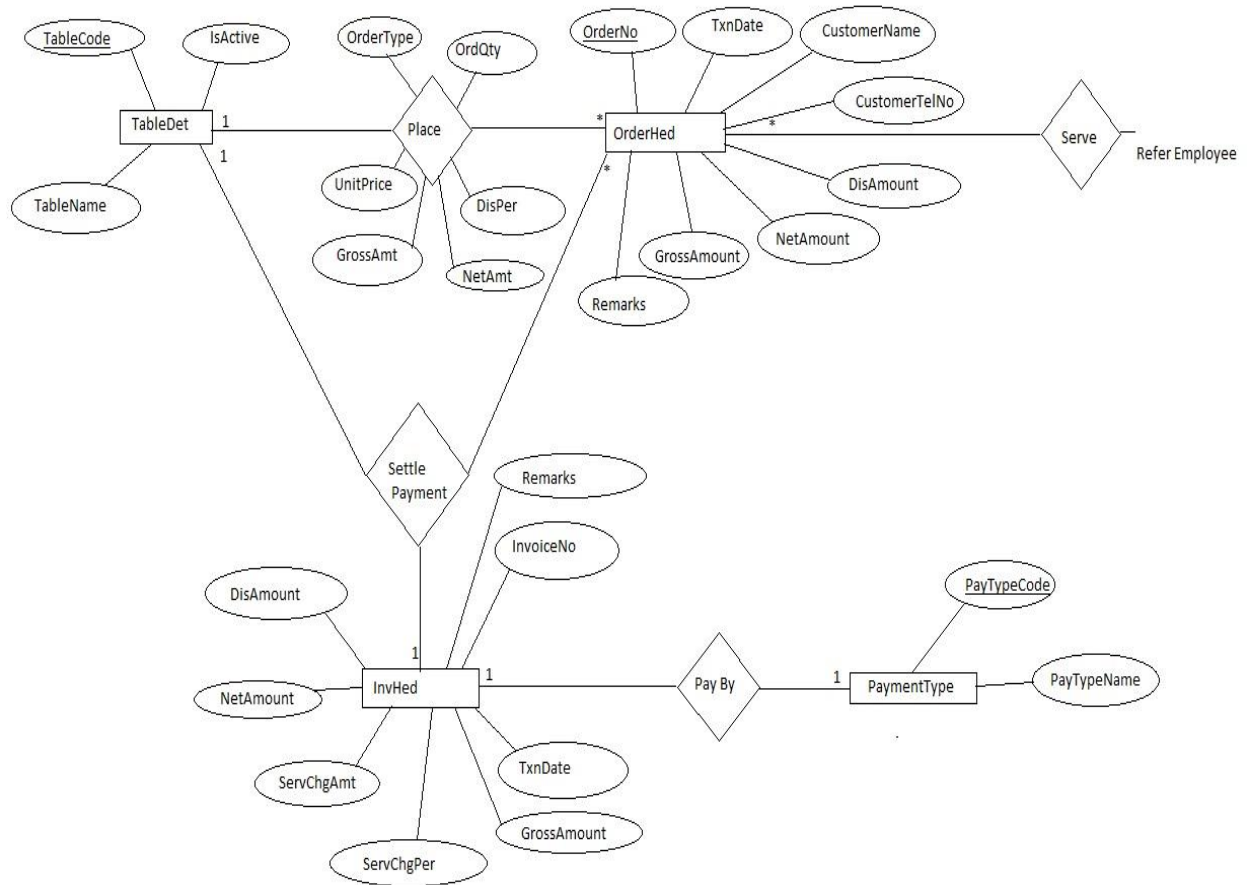 TableCode
IsActive
OrderType
OrdQty
OrderNo
TxnDate
CustomerName
CustomerTelNo
TableDet
1
1
Place
*
OrderHed
*
*
Serve
Refer Employee
TableName
UnitPrice
DisPer
GrossAmt
NetAmt
DisAmount
NetAmount
GrossAmount
Remarks
Settle
Payment
Remarks
InvoiceNo
DisAmount
PayTypeCode
1
InvHed
1
Pay By
1
PaymentType
PayTypeName
NetAmount
ServChgAmt
TxnDate
GrossAmount
ServChgPer